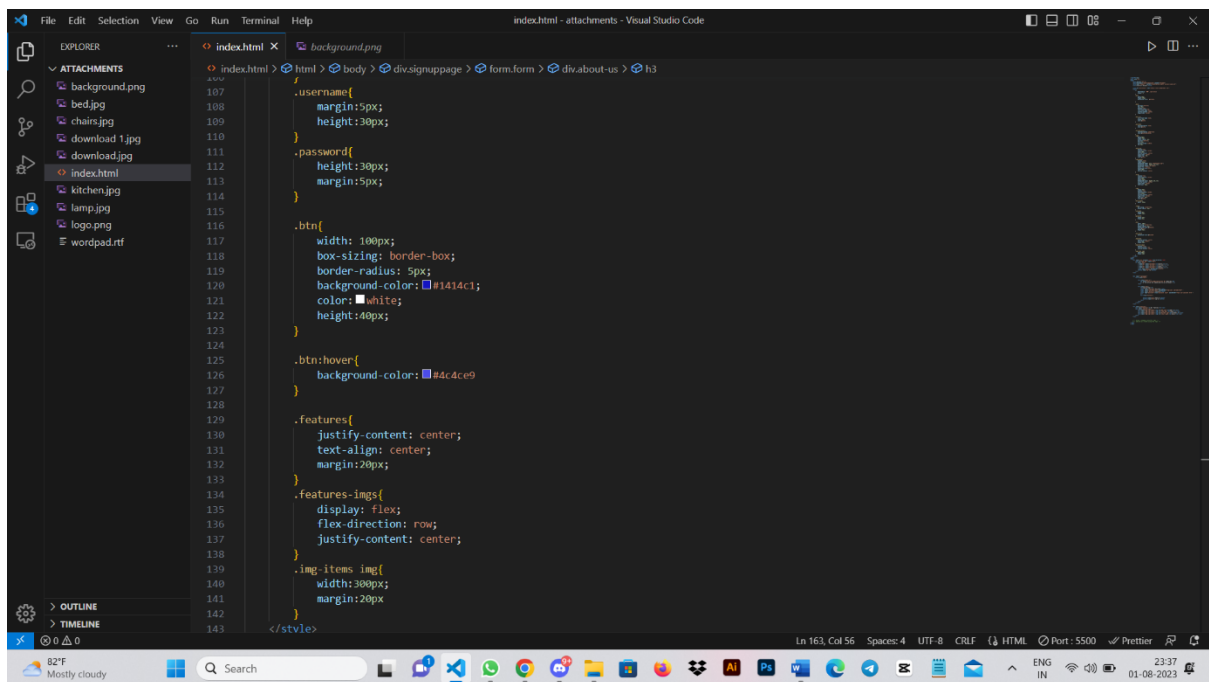 File Edit Selection View Go Run Terminal Help
index.html - attachments - Visual Studio Code
EXPLORER
ATTACHMENTS
background.png
bed.jpg
chairs.jpg
download 1.jpg
download.jpg
index.html
kitchen.jpg
lamp.jpg
logo.png
wordpad.rtf
OUTLINE
TIMELINE
index.html background.png
index.html > html > body > div.signuppage > form.form > div.about-us > h3
106 }
107 .username{
108 margin:5px;
109 height:30px;
110 }
111 .password{
112 height:30px;
113 margin:5px;
114 }
115
116 .btn{
117 width: 100px;
118 box-sizing: border-box;
119 border-radius: 5px;
120 background-color: #1414c1;
121 color: white;
122 height:40px;
123 }
124
125 .btn:hover{
126 background-color: #4c4ce9
127 }
128
129 .features{
130 justify-content: center;
131 text-align: center;
132 margin:20px;
133 }
134 .features-imgs{
135 display: flex;
136 flex-direction: row;
137 justify-content: center;
138 }
139 .img-items img{
140 width:300px;
141 margin:20px
142 }
143 </style>
0 0 Ln 163, Col 56 Spaces: 4 UTF-8 CRLF HTML Port : 5500 Prettier
82°F
Mostly cloudy
Search
Ai Ps
ENG
IN
23:37
01-08-2023